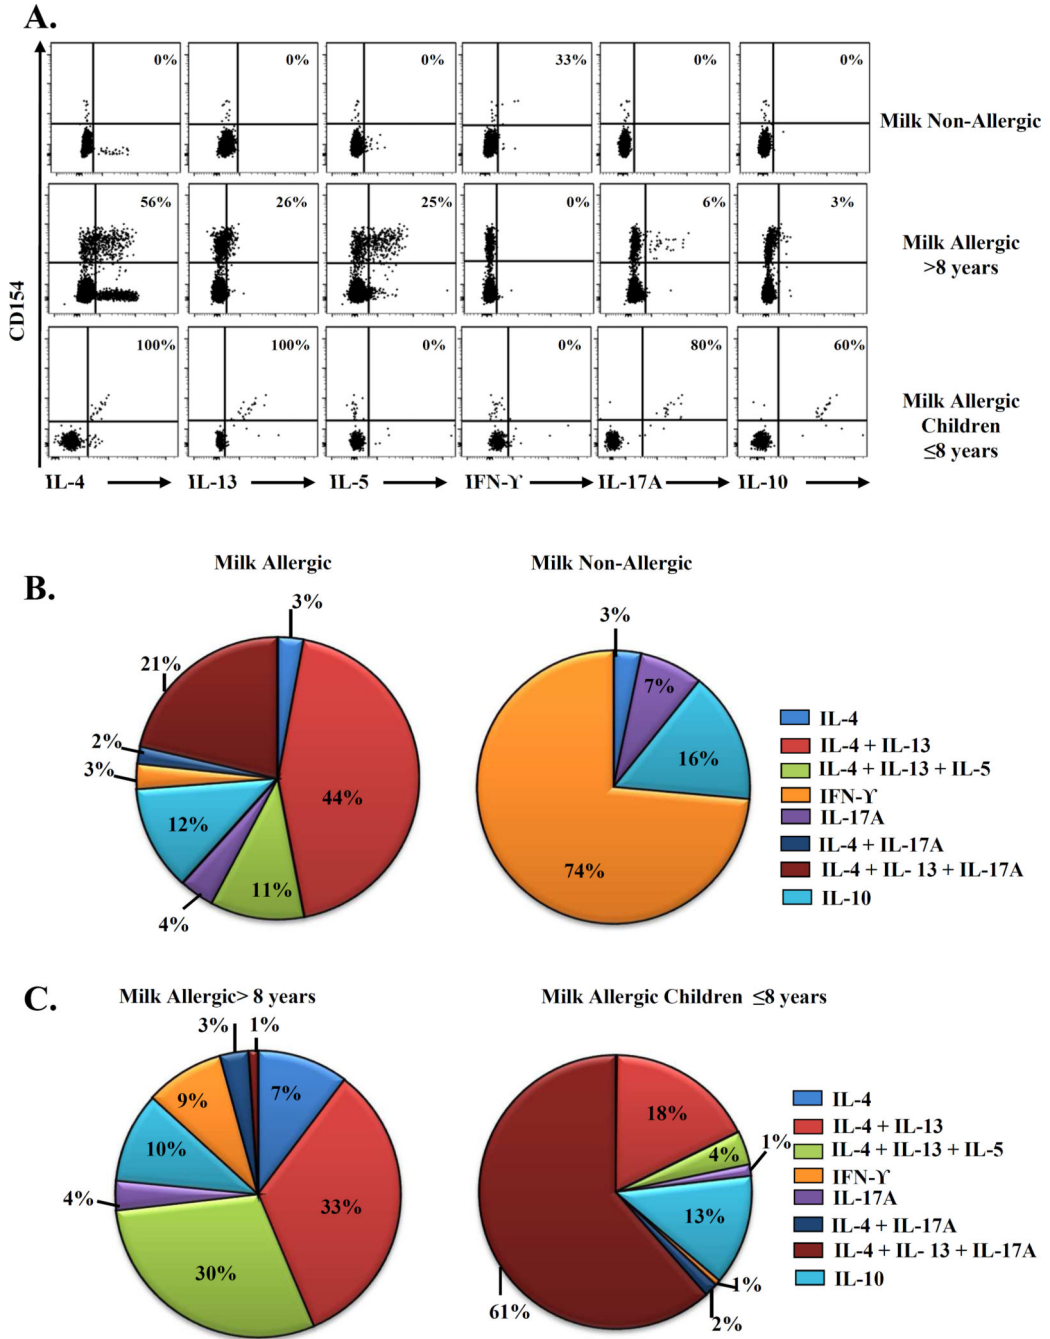 A.
0% 0% 0% 33% 0% 0%
Milk Non-Allergic
56% 26% 25% 0% 6% 3%
Milk Allergic
>8 years
100% 100% 0% 0% 80% 60%
Milk Allergic
Children
≤8 years
CD154
IL-4 IL-13 IL-5 IFN-ϒ IL-17A IL-10
B.
Milk Allergic
3%
44%
11%
4%
12%
3%
2%
21%
Milk Non-Allergic
3%
7%
16%
74%
IL-4
IL-4 + IL-13
IL-4 + IL-13 + IL-5
IFN-ϒ
IL-17A
IL-4 + IL-17A
IL-4 + IL- 13 + IL-17A
IL-10
C.
Milk Allergic> 8 years
1%
7%
33%
30%
4%
10%
9%
3%
Milk Allergic Children ≤8 years
18%
4%
1%
13%
1%
2%
61%
IL-4
IL-4 + IL-13
IL-4 + IL-13 + IL-5
IFN-ϒ
IL-17A
IL-4 + IL-17A
IL-4 + IL- 13 + IL-17A
IL-10